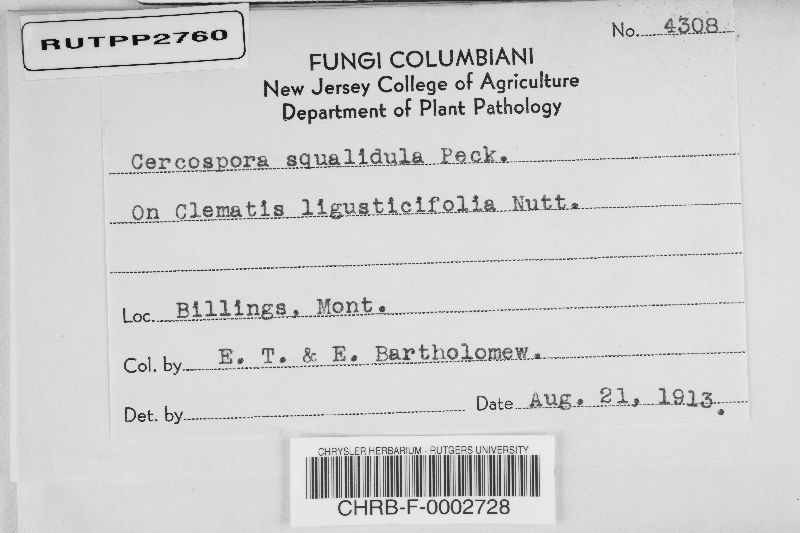 RUTPP2760
No. 4308
FUNGI COLUMBIANI
New Jersey College of Agriculture
Department of Plant Pathology
Cercospora squalidula Peck.
On Clematis ligusticifolia Nutt.
Loc. Billings, Mont.
Col. by E. T. & E. Bartholomew.
Det. by Date Aug. 21, 1913.
CHRYSLER HERBARIUM - RUTGERS UNIVERSITY
CHRB-F-0002728